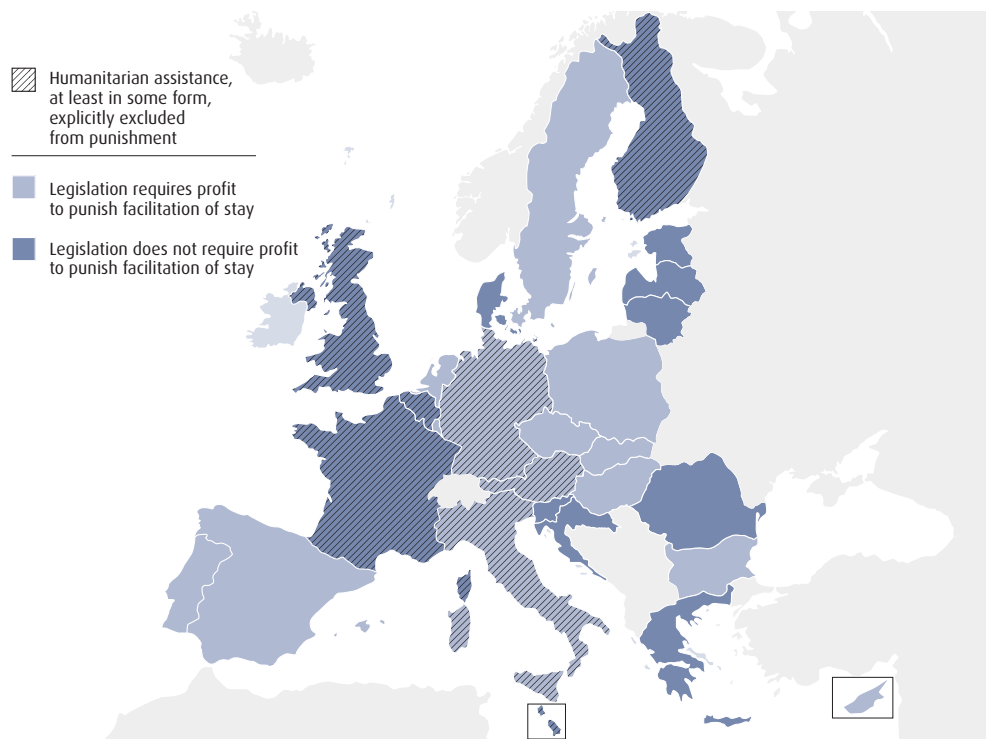 Humanitarian assistance,
at least in some form,
explicitly excluded
from punishment
Legislation requires profit
to punish facilitation of stay
Legislation does not require profit
to punish facilitation of stay